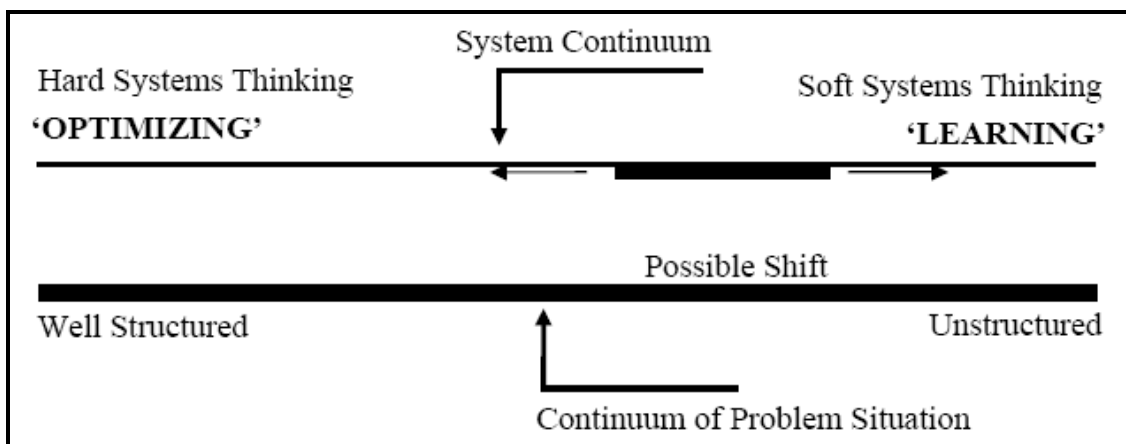 System Continuum
Hard Systems Thinking
‘OPTIMIZING’
Soft Systems Thinking
‘LEARNING’
Possible Shift
Well Structured
Unstructured
Continuum of Problem Situation